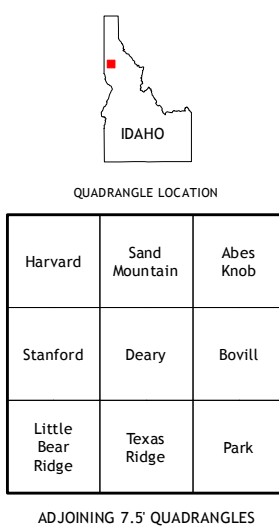 IDAHO
QUADRANGLE LOCATION
Harvard
Sand
Mountain
Abes
Knob
Stanford
Deary
Bovill
Little
Bear
Ridge
Texas
Ridge
Park
ADJOINING 7.5' QUADRANGLES